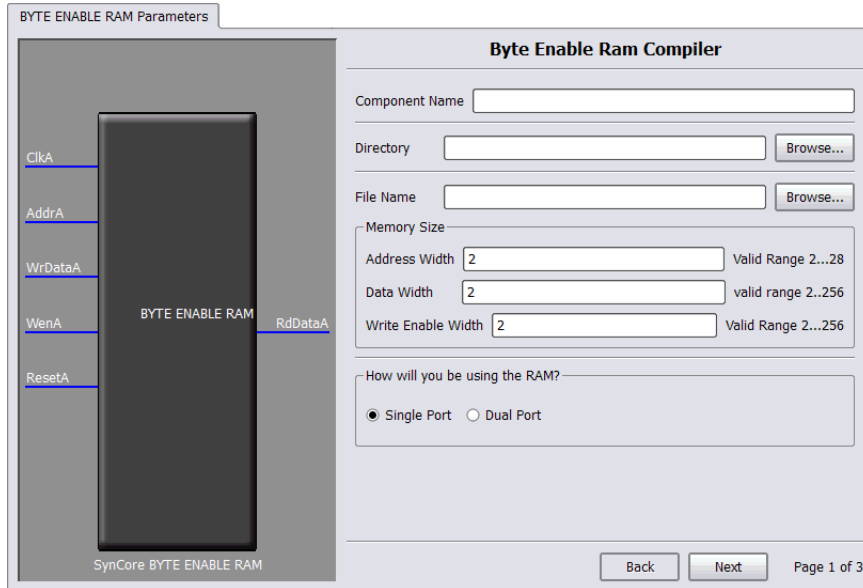 BYTE ENABLE RAM Parameters
Byte Enable Ram Compiler
Component Name
Directory
Browse...
File Name
Browse...
Memory Size
Address Width 2 Valid Range 2...28
Data Width 2 valid range 2..256
Write Enable Width 2 Valid Range 2...256
How will you be using the RAM?
Single Port Dual Port
ClkA
AddrA
WrDataA
WenA
ResetA
BYTE ENABLE RAM
RdDataA
SynCore BYTE ENABLE RAM
Back Next Page 1 of 3